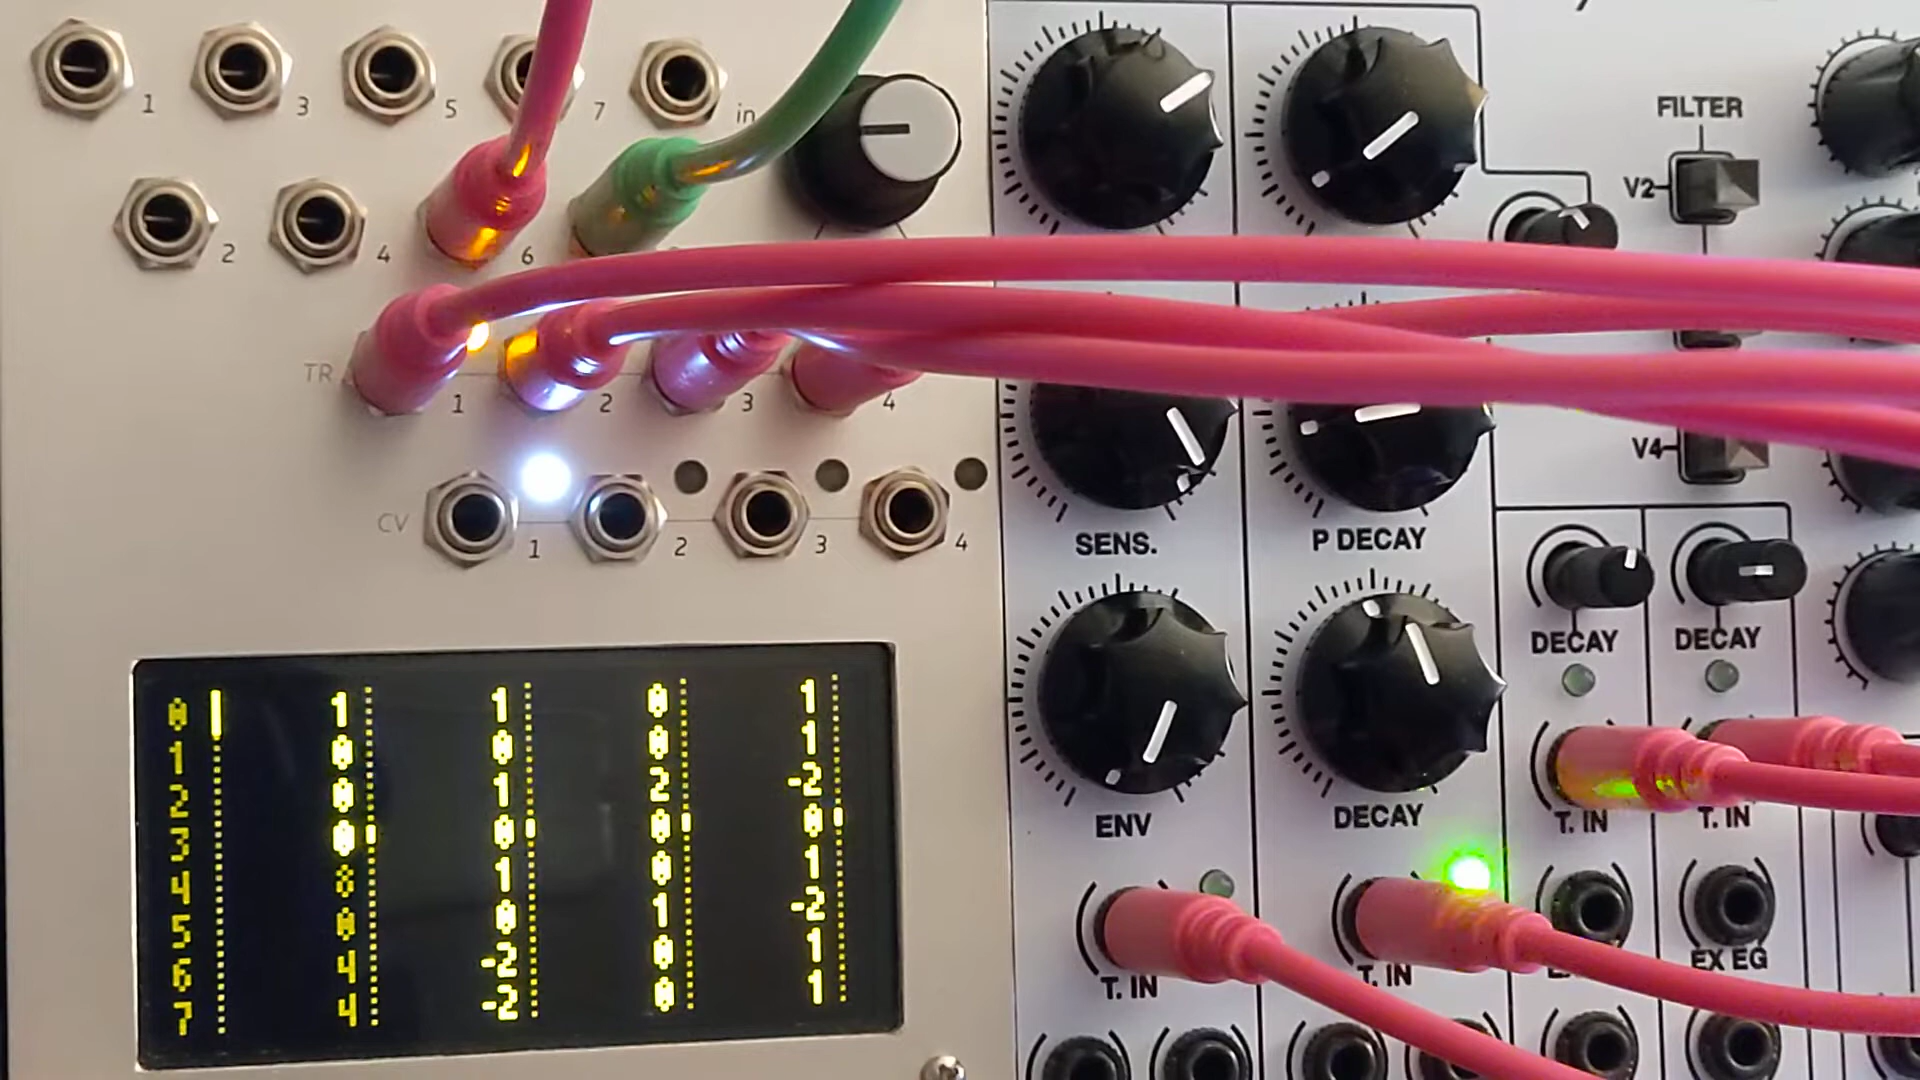 1 3 5 7 in
2 4 6
TR 1 2 3 4
CV 1 2 3 4
0 1 1 0 1
1 0 0 0 1
2 0 1 2 -2
3 0 0 0 0
4 0 1 0 1
5 0 0 1 -2
6 4 -2 0 1
7 4 -2 0 1
FILTER
V2
V4
SENS.
P DECAY
DECAY
DECAY
ENV
DECAY
T. IN
T. IN
T. IN
T. IN
EX EG